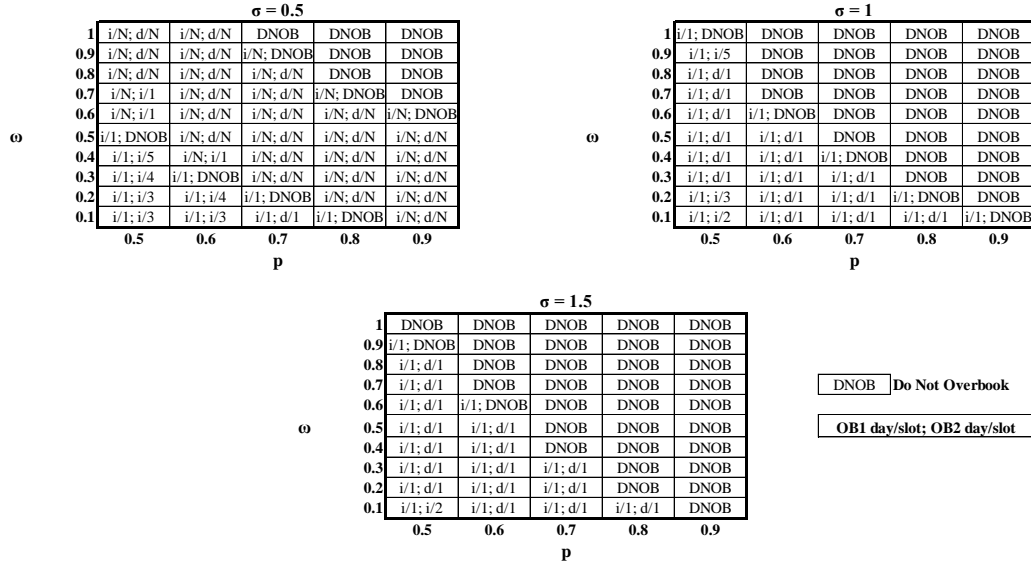 σ = 0.5
1 i/N; d/N i/N; d/N DNOB DNOB DNOB
0.9 i/N; d/N i/N; d/N i/N; DNOB DNOB DNOB
0.8 i/N; d/N i/N; d/N i/N; d/N DNOB DNOB
0.7 i/N; i/1 i/N; d/N i/N; d/N i/N; DNOB DNOB
0.6 i/N; i/1 i/N; d/N i/N; d/N i/N; d/N i/N; DNOB
ω 0.5 i/1; DNOB i/N; d/N i/N; d/N i/N; d/N i/N; d/N
0.4 i/1; i/5 i/N; i/1 i/N; d/N i/N; d/N i/N; d/N
0.3 i/1; i/4 i/1; DNOB i/N; d/N i/N; d/N i/N; d/N
0.2 i/1; i/3 i/1; i/4 i/1; DNOB i/N; d/N i/N; d/N
0.1 i/1; i/3 i/1; i/3 i/1; d/1 i/1; DNOB i/N; d/N
0.5 0.6 0.7 0.8 0.9
p
σ = 1
1 i/1; DNOB DNOB DNOB DNOB DNOB
0.9 i/1; i/5 DNOB DNOB DNOB DNOB
0.8 i/1; d/1 DNOB DNOB DNOB DNOB
0.7 i/1; d/1 DNOB DNOB DNOB DNOB
0.6 i/1; d/1 i/1; DNOB DNOB DNOB DNOB
ω 0.5 i/1; d/1 i/1; d/1 DNOB DNOB DNOB
0.4 i/1; d/1 i/1; d/1 i/1; DNOB DNOB DNOB
0.3 i/1; d/1 i/1; d/1 i/1; d/1 DNOB DNOB
0.2 i/1; i/3 i/1; d/1 i/1; d/1 i/1; DNOB DNOB
0.1 i/1; i/2 i/1; d/1 i/1; d/1 i/1; d/1 i/1; DNOB
0.5 0.6 0.7 0.8 0.9
p
σ = 1.5
1 DNOB DNOB DNOB DNOB DNOB
0.9 i/1; DNOB DNOB DNOB DNOB DNOB
0.8 i/1; d/1 DNOB DNOB DNOB DNOB
0.7 i/1; d/1 DNOB DNOB DNOB DNOB
0.6 i/1; d/1 i/1; DNOB DNOB DNOB DNOB
ω 0.5 i/1; d/1 i/1; d/1 DNOB DNOB DNOB
0.4 i/1; d/1 i/1; d/1 DNOB DNOB DNOB
0.3 i/1; d/1 i/1; d/1 i/1; d/1 DNOB DNOB
0.2 i/1; d/1 i/1; d/1 i/1; d/1 DNOB DNOB
0.1 i/1; i/2 i/1; d/1 i/1; d/1 i/1; d/1 DNOB
0.5 0.6 0.7 0.8 0.9
p
DNOB Do Not Overbook
OB1 day/slot; OB2 day/slot